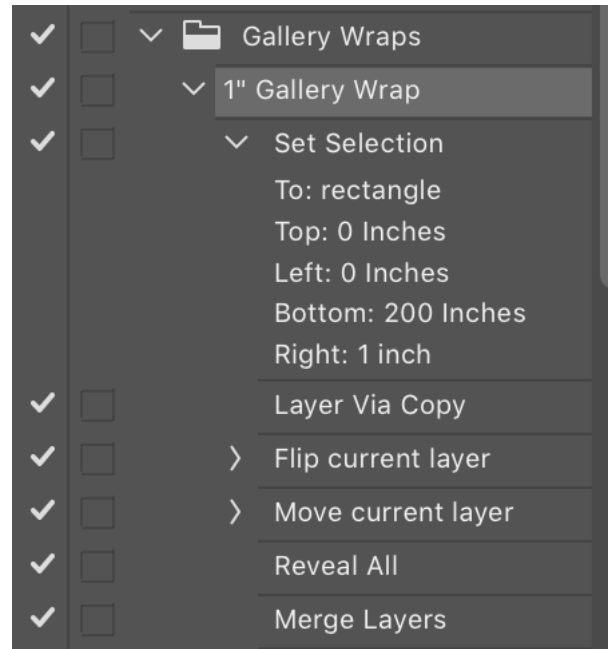 Gallery Wraps
1" Gallery Wrap
Set Selection
To: rectangle
Top: 0 Inches
Left: 0 Inches
Bottom: 200 Inches
Right: 1 inch
Layer Via Copy
Flip current layer
Move current layer
Reveal All
Merge Layers